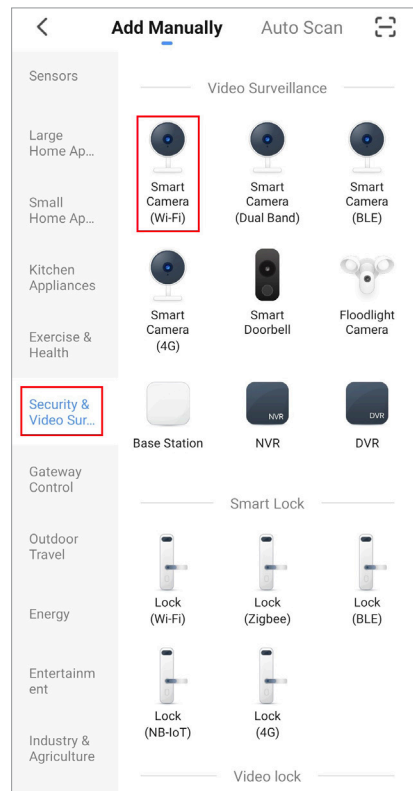 Add Manually Auto Scan
Sensors
Large
Home Ap...
Small
Home Ap...
Kitchen
Appliances
Exercise &
Health
Security &
Video Sur...
Gateway
Control
Outdoor
Travel
Energy
Entertainm
ent
Industry &
Agriculture
Video Surveillance
Smart
Camera
(Wi-Fi)
Smart
Camera
(Dual Band)
Smart
Camera
(BLE)
Smart
Camera
(4G)
Smart
Doorbell
Floodlight
Camera
Base Station
NVR
NVR
DVR
DVR
Smart Lock
Lock
(Wi-Fi)
Lock
(Zigbee)
Lock
(BLE)
Lock
(NB-IoT)
Lock
(4G)
Video lock